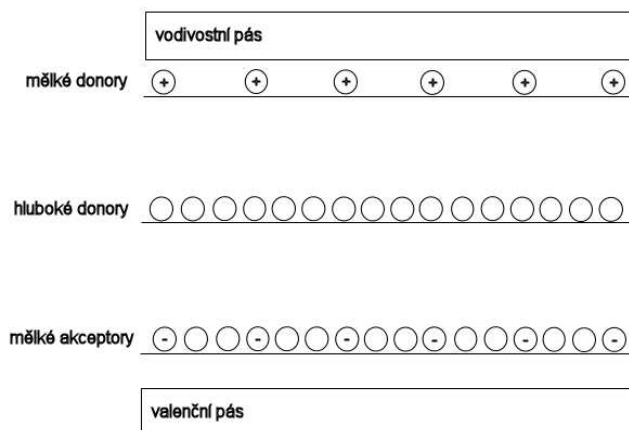 vodivostní pás
mělké donory + + + + + +
hluboké donory
mělké akceptory - - - - - -
valenční pás